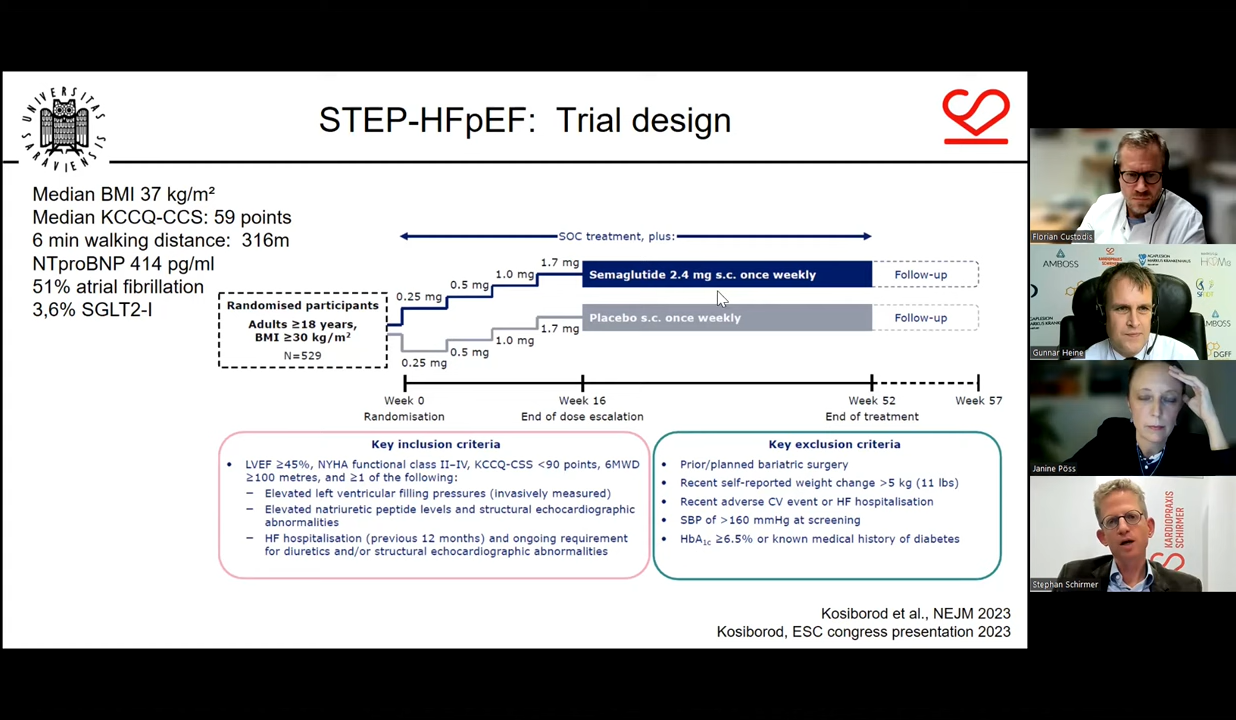 UNIVERSITAS SARAVIENSIS
STEP-HFpEF: Trial design
Median BMI 37 kg/m²
Median KCCQ-CCS: 59 points
6 min walking distance: 316m
NTproBNP 414 pg/ml
51% atrial fibrillation
3,6% SGLT2-I
SOC treatment, plus:
Randomised participants
Adults ≥18 years,
BMI ≥30 kg/m²
N=529
0.25 mg
0.5 mg
1.0 mg
1.7 mg
Semaglutide 2.4 mg s.c. once weekly
Follow-up
0.25 mg
0.5 mg
1.0 mg
1.7 mg
Placebo s.c. once weekly
Follow-up
Week 0
Randomisation
Week 16
End of dose escalation
Week 52
End of treatment
Week 57
Key inclusion criteria
• LVEF ≥45%, NYHA functional class II–IV, KCCQ-CSS <90 points, 6MWD
≥100 metres, and ≥1 of the following:
– Elevated left ventricular filling pressures (invasively measured)
– Elevated natriuretic peptide levels and structural echocardiographic
abnormalities
– HF hospitalisation (previous 12 months) and ongoing requirement
for diuretics and/or structural echocardiographic abnormalities
Key exclusion criteria
• Prior/planned bariatric surgery
• Recent self-reported weight change >5 kg (11 lbs)
• Recent adverse CV event or HF hospitalisation
• SBP of >160 mmHg at screening
• HbA1c ≥6.5% or known medical history of diabetes
Kosiborod et al., NEJM 2023
Kosiborod, ESC congress presentation 2023
Florian Custodis
AMBOSS
AGAPLESION
MARKUS KRANKENHAUS
AMBOSS
DGFF
Gunnar Heine
Janine Pöss
KARDIOPRAXIS
SCHIRMER
Stephan Schirmer